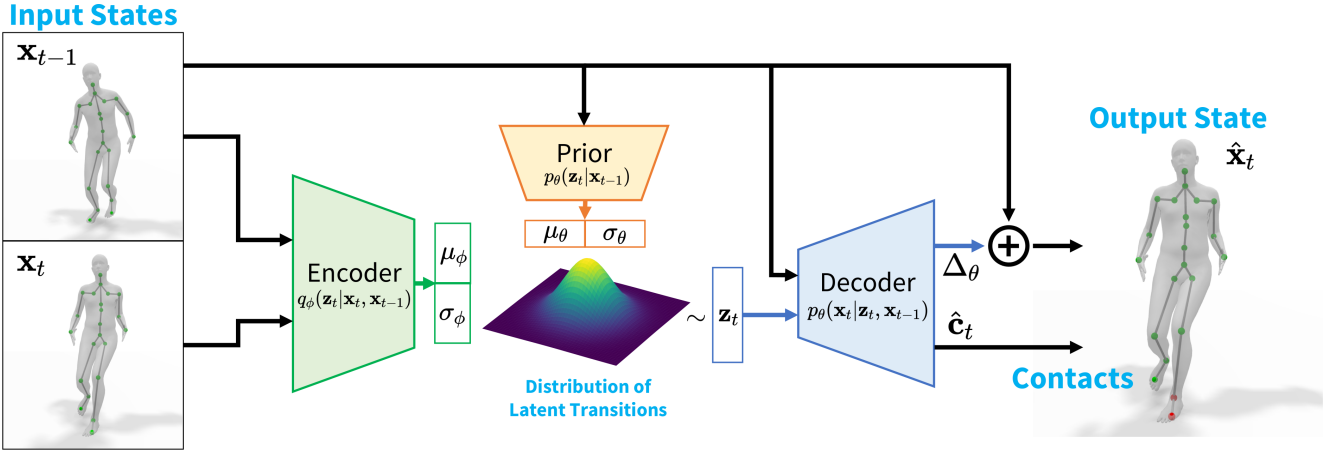 Input States
x_{t−1}
x_t
Encoder
q_ϕ(z_t|x_t, x_{t−1})
μ_ϕ
σ_ϕ
Prior
p_θ(z_t|x_{t−1})
μ_θ σ_θ
Distribution of
Latent Transitions
∼ z_t
Decoder
p_θ(x_t|z_t, x_{t−1})
Δ_θ
+
ĉ_t
Contacts
Output State
x̂_t